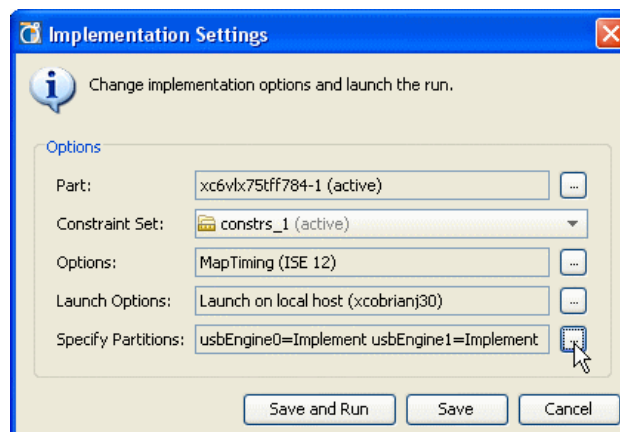 Implementation Settings
Change implementation options and launch the run.
Options
Part: xc6vlx75tff784-1 (active) ...
Constraint Set: constrs_1 (active)
Options: MapTiming (ISE 12) ...
Launch Options: Launch on local host (xcobrianj30) ...
Specify Partitions: usbEngine0=Implement usbEngine1=Implement ...
Save and Run Save Cancel